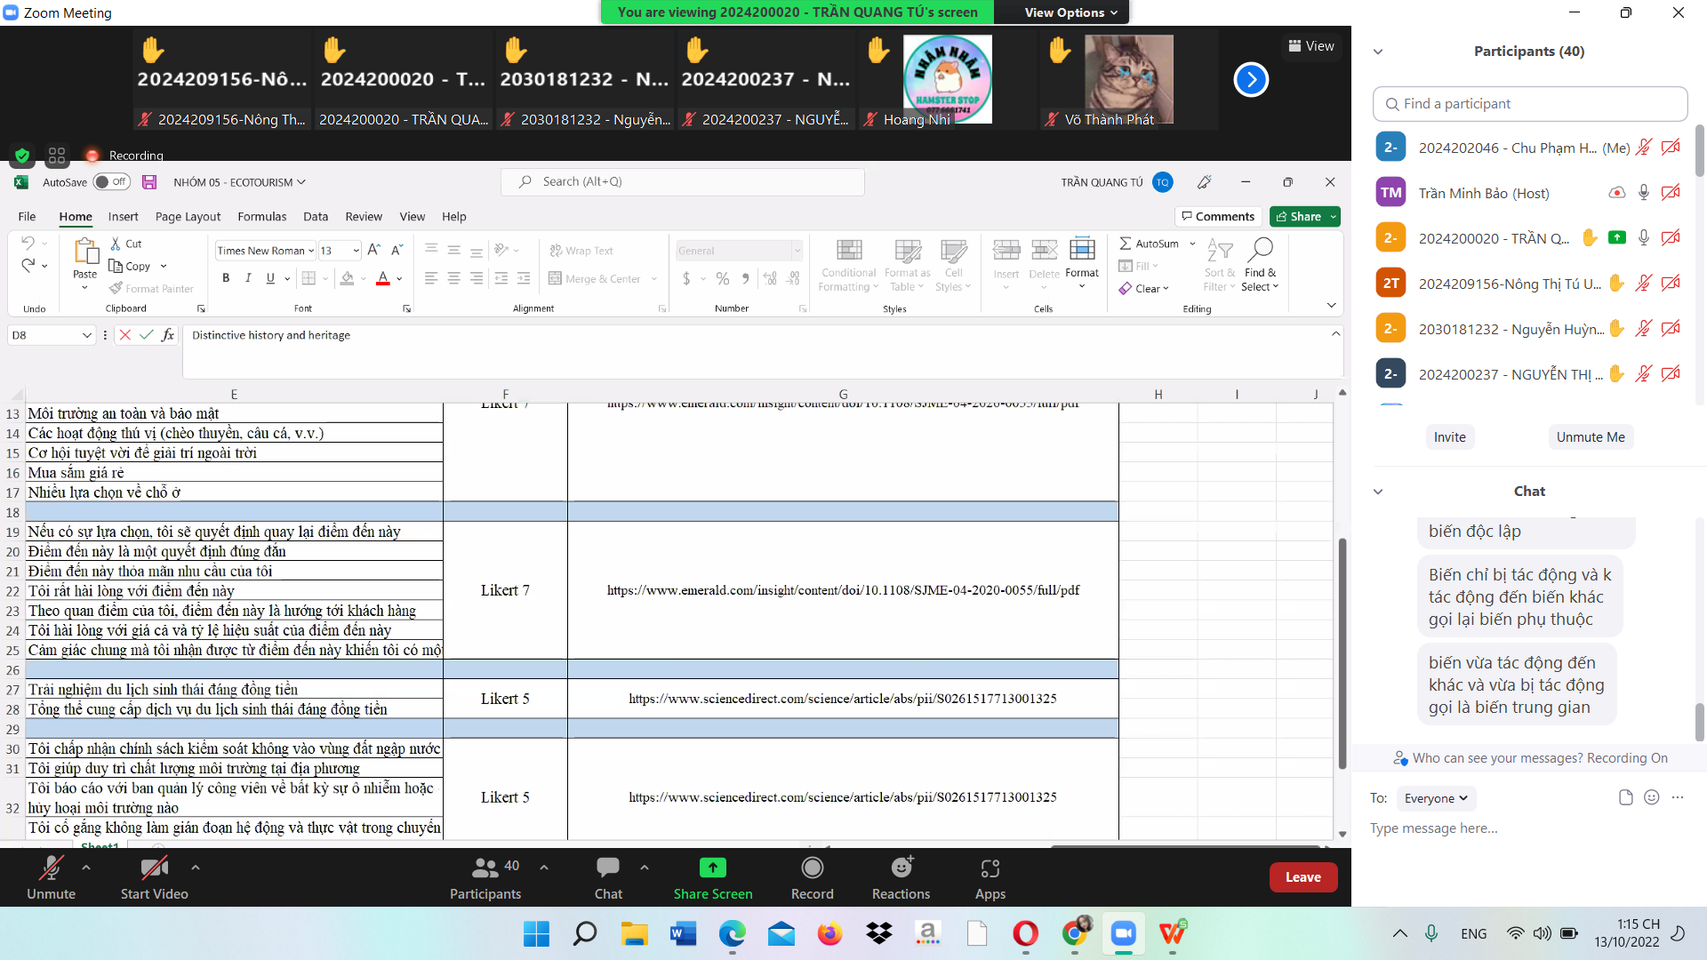 Zoom Meeting
You are viewing 2024200020 - TRẦN QUANG TÚ's screen
View Options
2024209156-Nô...
2024200020 - T...
2030181232 - N...
2024200237 - N...
NHĂM NHĂM
HAMSTER STOP
View
2024209156-Nông Th...
2024200020 - TRẦN QUA...
2030181232 - Nguyễn...
2024200237 - NGUYỄ...
Hoàng Nhi
Võ Thành Phát
Recording
AutoSave
Off
NHÓM 05 - ECOTOURISM
Search (Alt+Q)
TRẦN QUANG TÚ
TQ
File
Home
Insert
Page Layout
Formulas
Data
Review
View
Help
Comments
Share
Paste
Cut
Copy
Format Painter
Times New Roman
13
Wrap Text
Merge & Center
General
Conditional Formatting
Format as Table
Cell Styles
Insert
Delete
Format
AutoSum
Fill
Clear
Sort & Filter
Find & Select
Undo
Clipboard
Font
Alignment
Number
Styles
Cells
Editing
D8
fx
Distinctive history and heritage
E
F
G
H
I
J
13 Môi trường an toàn và bảo mật
Likert 7
https://www.emerald.com/insight/content/doi/10.1108/SJME-04-2020-0055/full/pdf
14 Các hoạt động thú vị (chèo thuyền, câu cá, v.v.)
15 Cơ hội tuyệt vời để giải trí ngoài trời
16 Mua sắm giá rẻ
17 Nhiều lựa chọn về chỗ ở
18
19 Nếu có sự lựa chọn, tôi sẽ quyết định quay lại điểm đến này
20 Điểm đến này là một quyết định đúng đắn
21 Điểm đến này thỏa mãn nhu cầu của tôi
22 Tôi rất hài lòng với điểm đến này
Likert 7
https://www.emerald.com/insight/content/doi/10.1108/SJME-04-2020-0055/full/pdf
23 Theo quan điểm của tôi, điểm đến này là hướng tới khách hàng
24 Tôi hài lòng với giá cả và tỷ lệ hiệu suất của điểm đến này
25 Cảm giác chung mà tôi nhận được từ điểm đến này khiến tôi có một
26
27 Trải nghiệm du lịch sinh thái đáng đồng tiền
Likert 5
https://www.sciencedirect.com/science/article/abs/pii/S0261517713001325
28 Tổng thể cung cấp dịch vụ du lịch sinh thái đáng đồng tiền
29
30 Tôi chấp nhận chính sách kiểm soát không vào vùng đất ngập nước
31 Tôi giúp duy trì chất lượng môi trường tại địa phương
Tôi báo cáo với ban quản lý công viên về bất kỳ sự ô nhiễm hoặc
32 hủy hoại môi trường nào
Likert 5
https://www.sciencedirect.com/science/article/abs/pii/S0261517713001325
Tôi cố gắng không làm gián đoạn hệ động và thực vật trong chuyến
Sheet1
Participants (40)
Find a participant
2- 2024202046 - Chu Phạm H... (Me)
TM Trần Minh Bảo (Host)
2- 2024200020 - TRẦN Q...
2T 2024209156-Nông Thị Tú U...
2- 2030181232 - Nguyễn Huỳn...
2- 2024200237 - NGUYỄN THỊ ...
Invite
Unmute Me
Chat
biến độc lập
Biến chỉ bị tác động và k
tác động đến biến khác
gọi lại biến phụ thuộc
biến vừa tác động đến
khác và vừa bị tác động
gọi là biến trung gian
Who can see your messages? Recording On
To:
Everyone
Type message here...
Unmute
Start Video
Participants
40
Chat
Share Screen
Record
Reactions
Apps
Leave
ENG
1:15 CH
13/10/2022